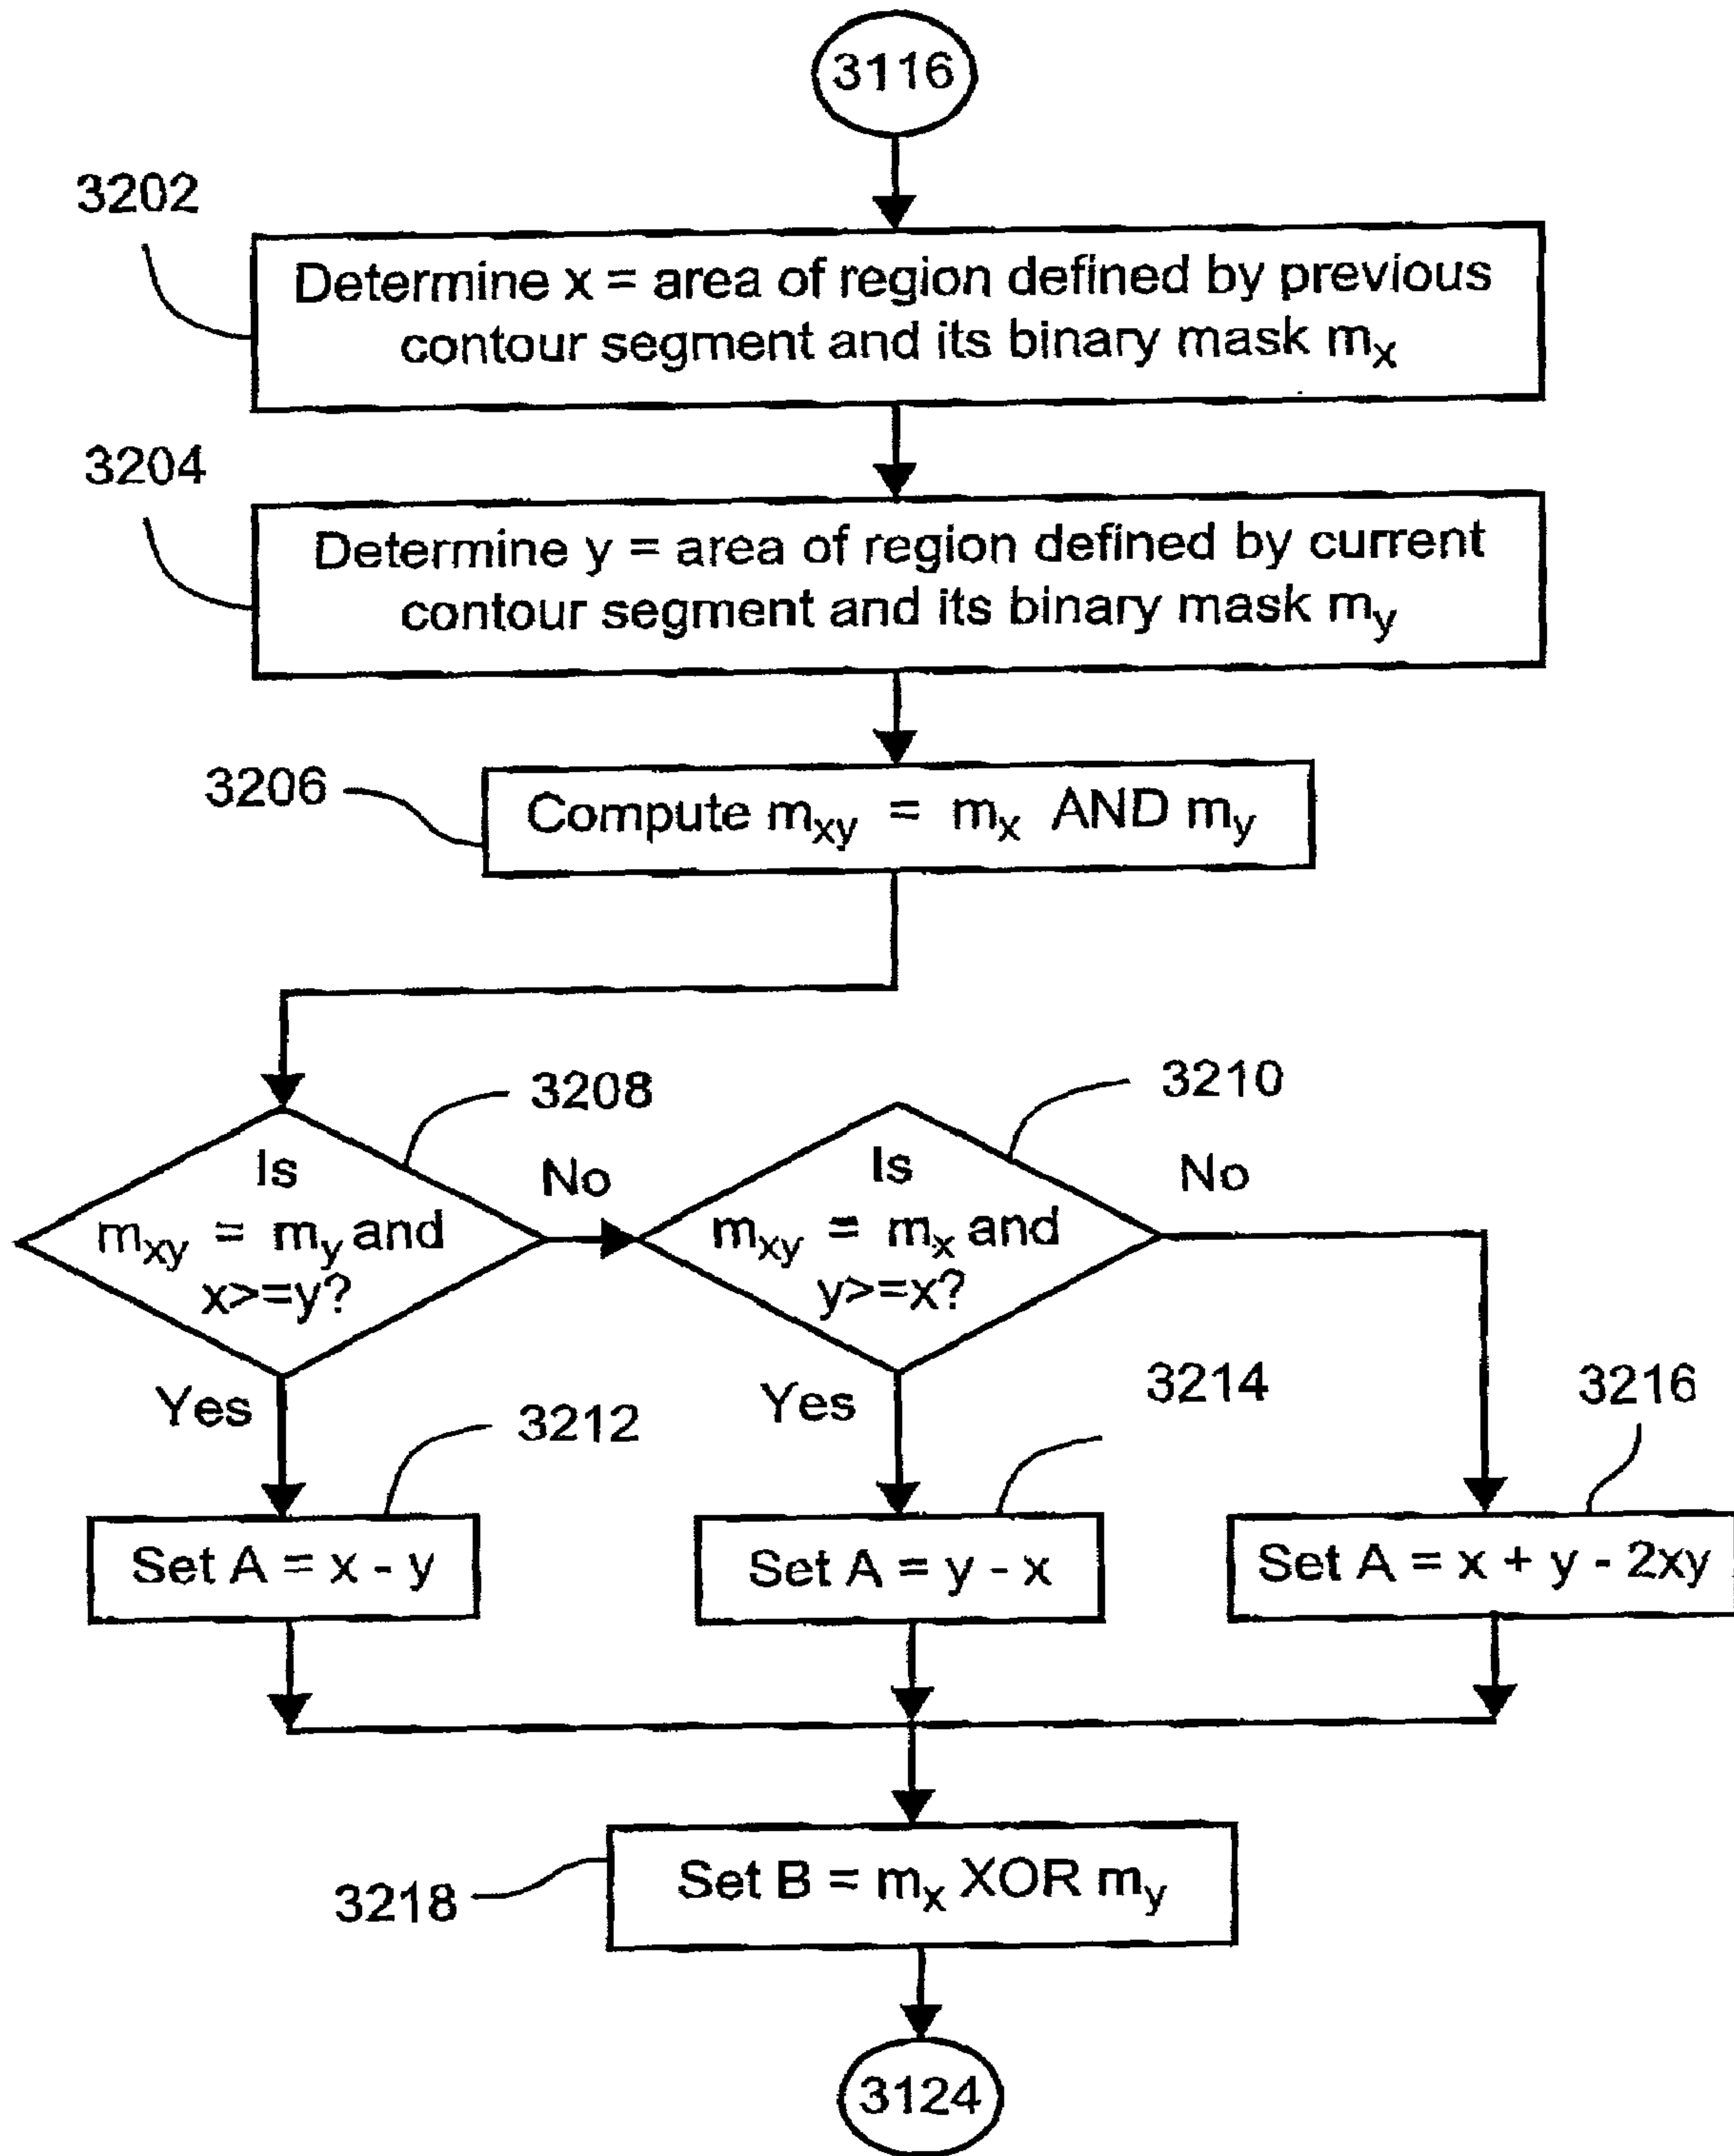 3116
3202
Determine x = area of region defined by previous
contour segment and its binary mask mx
3204
Determine y = area of region defined by current
contour segment and its binary mask my
3206
Compute mxy = mx AND my
3208
Is
mxy = my and
x>=y?
No
3210
Is
mxy = mx and
y>=x?
No
Yes
3212
Set A = x - y
Yes
3214
Set A = y - x
3216
Set A = x + y - 2xy
3218
Set B = mx XOR my
3124